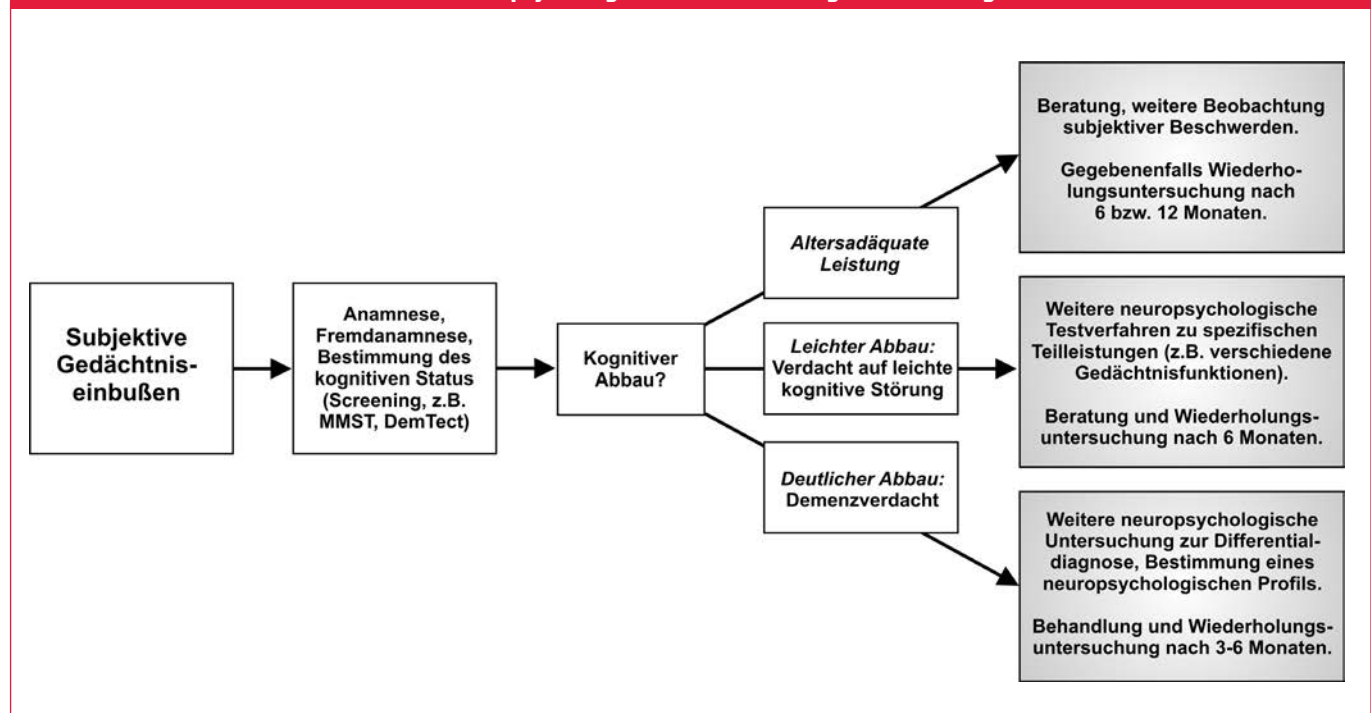 Subjektive
Gedächtnis-
einbußen
Anamnese,
Fremdanamnese,
Bestimmung des
kognitiven Status
(Screening, z.B.
MMST, DemTect)
Kognitiver
Abbau?
Altersadäquate
Leistung
Leichter Abbau:
Verdacht auf leichte
kognitive Störung
Deutlicher Abbau:
Demenzverdacht
Beratung, weitere Beobachtung
subjektiver Beschwerden.
Gegebenenfalls Wiederho-
lungsuntersuchung nach
6 bzw. 12 Monaten.
Weitere neuropsychologische
Testverfahren zu spezifischen
Teilleistungen (z.B. verschiedene
Gedächtnisfunktionen).
Beratung und Wiederholungs-
untersuchung nach 6 Monaten.
Weitere neuropsychologische
Untersuchung zur Differential-
diagnose, Bestimmung eines
neuropsychologischen Profils.
Behandlung und Wiederholungs-
untersuchung nach 3-6 Monaten.